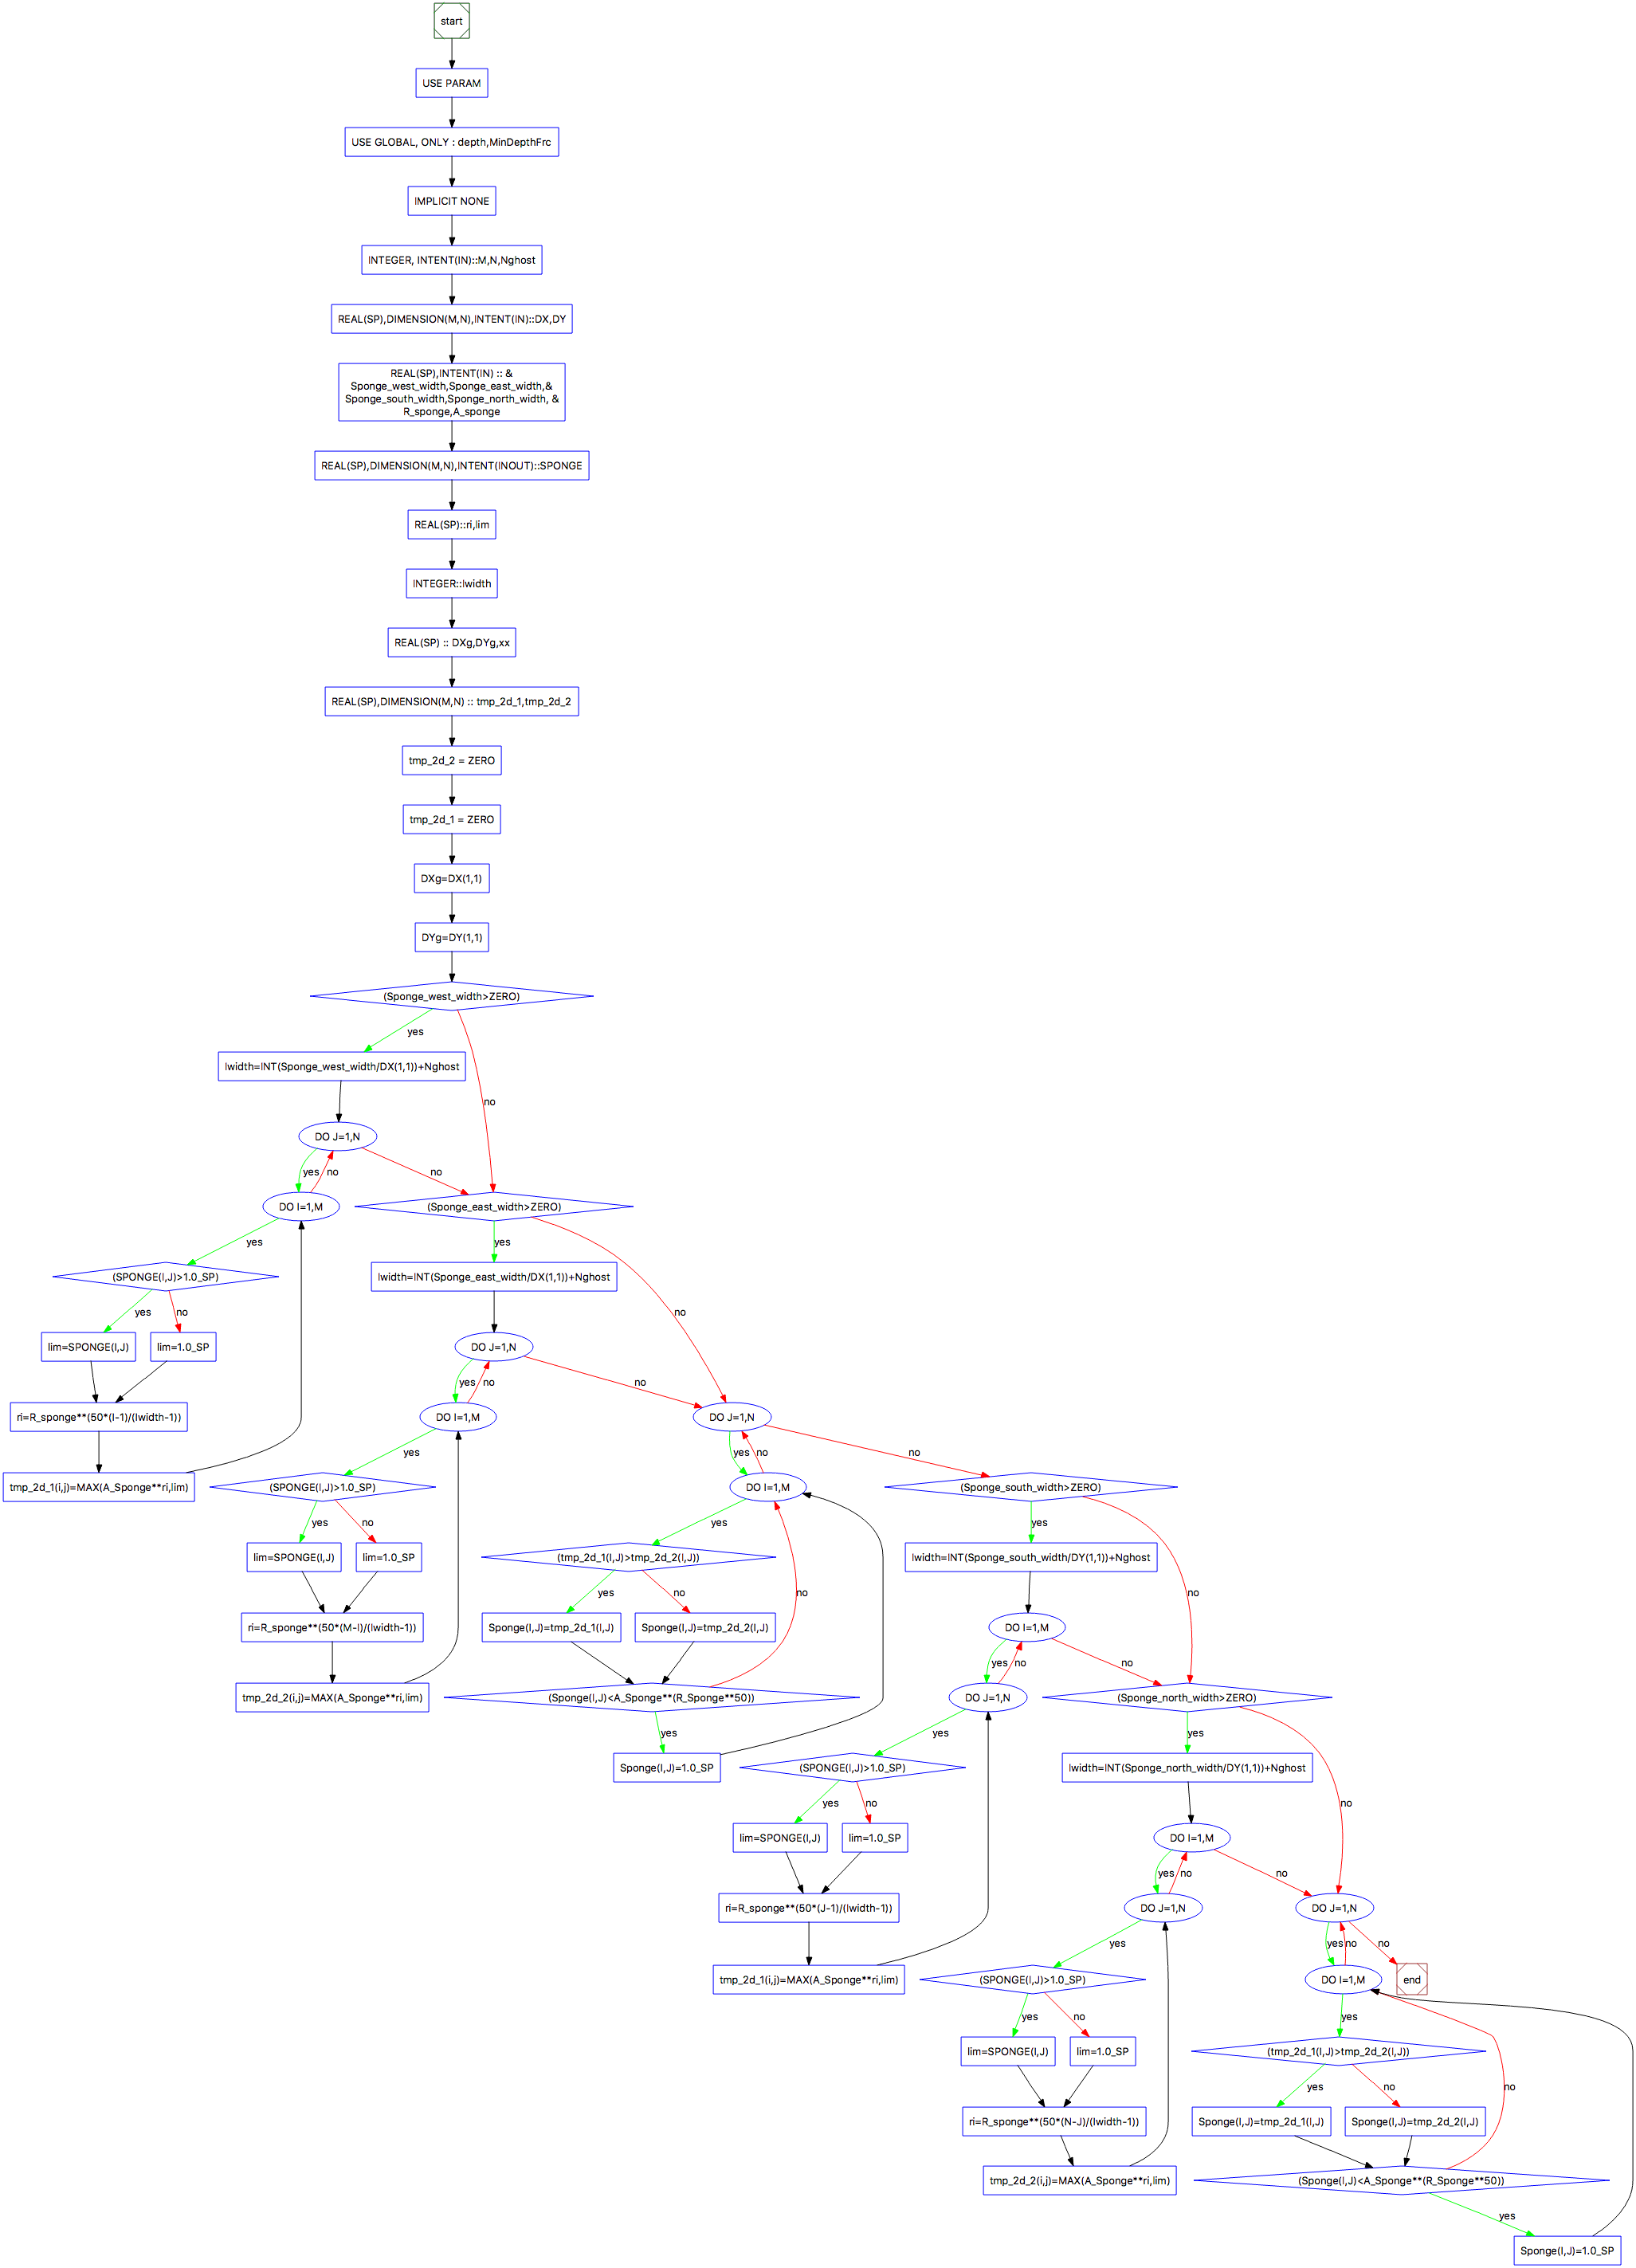 start
USE PARAM
USE GLOBAL, ONLY : depth,MinDepthFrc
IMPLICIT NONE
INTEGER, INTENT(IN)::M,N,Nghost
REAL(SP),DIMENSION(M,N),INTENT(IN)::DX,DY
REAL(SP),INTENT(IN) :: &
Sponge_west_width,Sponge_east_width,&
Sponge_south_width,Sponge_north_width, &
R_sponge,A_sponge
REAL(SP),DIMENSION(M,N),INTENT(INOUT)::SPONGE
REAL(SP)::ri,lim
INTEGER::Iwidth
REAL(SP) :: DXg,DYg,xx
REAL(SP),DIMENSION(M,N) :: tmp_2d_1,tmp_2d_2
tmp_2d_2 = ZERO
tmp_2d_1 = ZERO
DXg=DX(1,1)
DYg=DY(1,1)
(Sponge_west_width>ZERO)
yes
no
Iwidth=INT(Sponge_west_width/DX(1,1))+Nghost
DO J=1,N
yes
no
no
DO I=1,M
yes
(SPONGE(I,J)>1.0_SP)
yes
no
lim=SPONGE(I,J)
lim=1.0_SP
ri=R_sponge**(50*(I-1)/(Iwidth-1))
tmp_2d_1(i,j)=MAX(A_Sponge**ri,lim)
(Sponge_east_width>ZERO)
yes
no
Iwidth=INT(Sponge_east_width/DX(1,1))+Nghost
DO J=1,N
yes
no
no
DO I=1,M
yes
(SPONGE(I,J)>1.0_SP)
yes
no
lim=SPONGE(I,J)
lim=1.0_SP
ri=R_sponge**(50*(M-I)/(Iwidth-1))
tmp_2d_2(i,j)=MAX(A_Sponge**ri,lim)
DO J=1,N
yes
no
no
DO I=1,M
yes
(tmp_2d_1(I,J)>tmp_2d_2(I,J))
yes
no
no
Sponge(I,J)=tmp_2d_1(I,J)
Sponge(I,J)=tmp_2d_2(I,J)
(Sponge(I,J)<A_Sponge**(R_Sponge**50))
yes
Sponge(I,J)=1.0_SP
(Sponge_south_width>ZERO)
yes
no
Iwidth=INT(Sponge_south_width/DY(1,1))+Nghost
DO I=1,M
yes
no
no
DO J=1,N
yes
(SPONGE(I,J)>1.0_SP)
yes
no
lim=SPONGE(I,J)
lim=1.0_SP
ri=R_sponge**(50*(J-1)/(Iwidth-1))
tmp_2d_1(i,j)=MAX(A_Sponge**ri,lim)
(Sponge_north_width>ZERO)
yes
no
Iwidth=INT(Sponge_north_width/DY(1,1))+Nghost
DO I=1,M
yes
no
no
DO J=1,N
yes
(SPONGE(I,J)>1.0_SP)
yes
no
lim=SPONGE(I,J)
lim=1.0_SP
ri=R_sponge**(50*(N-J)/(Iwidth-1))
tmp_2d_2(i,j)=MAX(A_Sponge**ri,lim)
DO J=1,N
yes
no
no
DO I=1,M
end
yes
(tmp_2d_1(I,J)>tmp_2d_2(I,J))
yes
no
no
Sponge(I,J)=tmp_2d_1(I,J)
Sponge(I,J)=tmp_2d_2(I,J)
(Sponge(I,J)<A_Sponge**(R_Sponge**50))
yes
Sponge(I,J)=1.0_SP